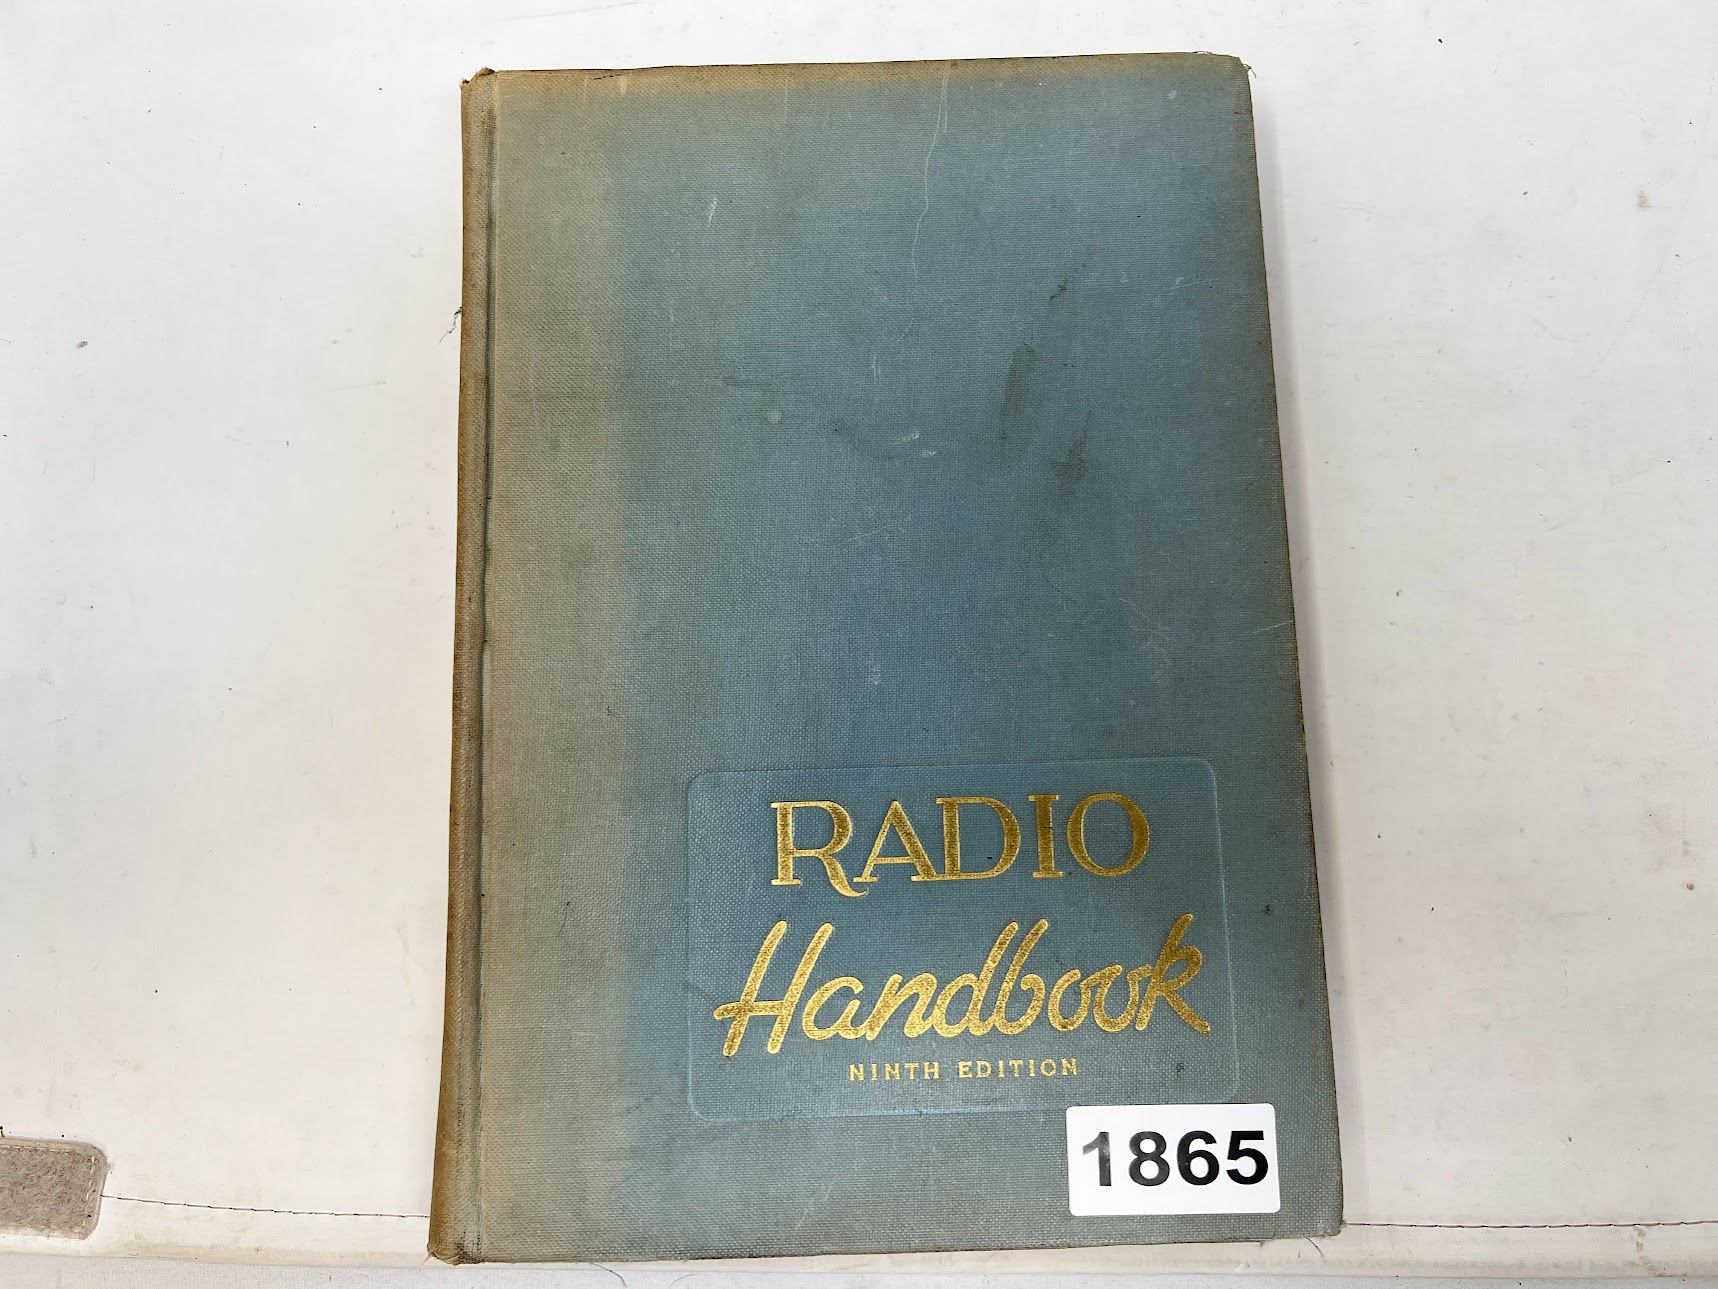 RADIO
Handbook
NINTH EDITION
1865